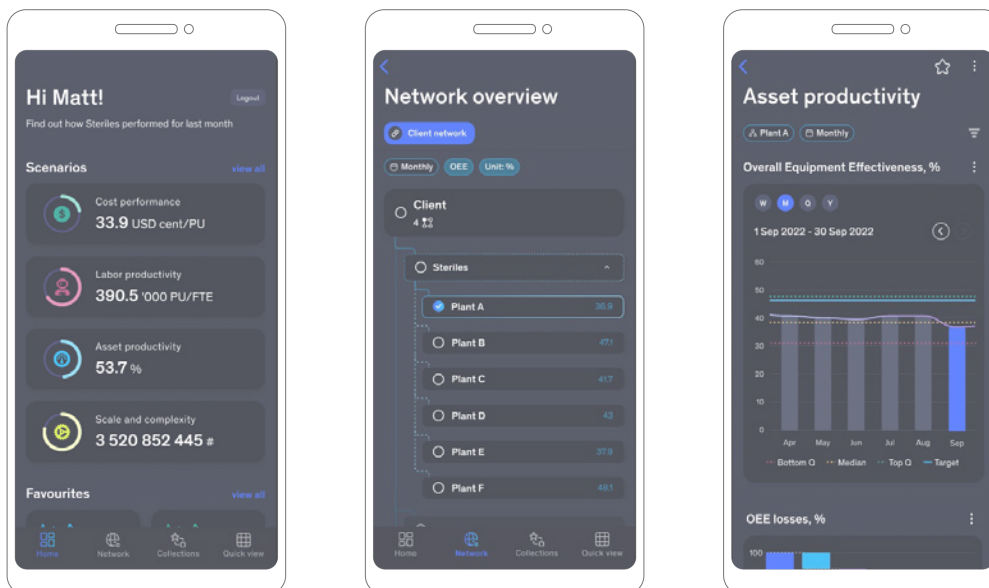 Hi Matt!
Logout
Find out how Steriles performed for last month
Scenarios
view all
Cost performance
33.9 USD cent/PU
Labor productivity
390.5 '000 PU/FTE
Asset productivity
53.7 %
Scale and complexity
3 520 852 445 #
Favourites
view all
Home
Network
Collections
Quick view
Network overview
Client network
Monthly
OEE
Unit: %
Client
4
Steriles
Plant A 36.9
Plant B 47.1
Plant C 41.7
Plant D 43
Plant E 37.9
Plant F 48.1
Home
Network
Collections
Quick view
Asset productivity
Plant A
Monthly
Overall Equipment Effectiveness, %
W M Q Y
1 Sep 2022 - 30 Sep 2022
60
50
40
30
20
10
0
Apr May Jun Jul Aug Sep
Bottom Q Median Top Q Target
OEE losses, %
100